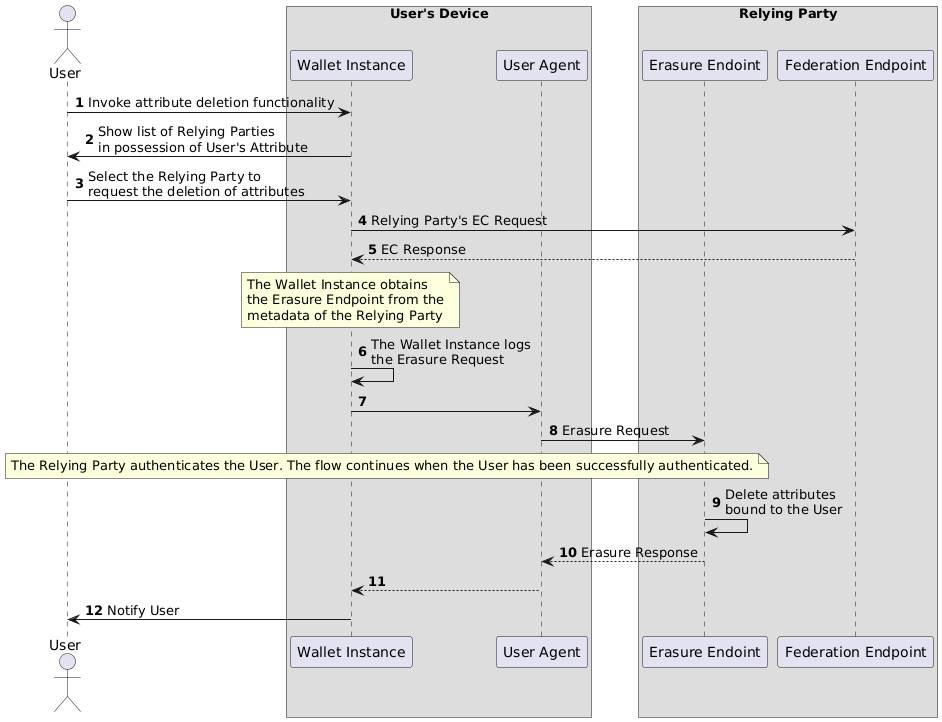 User's Device
Relying Party
User
Wallet Instance
User Agent
Erasure Endoint
Federation Endpoint
1 Invoke attribute deletion functionality
2 Show list of Relying Parties
in possession of User's Attribute
3 Select the Relying Party to
request the deletion of attributes
4 Relying Party's EC Request
5 EC Response
The Wallet Instance obtains
the Erasure Endpoint from the
metadata of the Relying Party
6 The Wallet Instance logs
the Erasure Request
7
8 Erasure Request
The Relying Party authenticates the User. The flow continues when the User has been successfully authenticated.
9 Delete attributes
bound to the User
10 Erasure Response
11
12 Notify User
User
Wallet Instance
User Agent
Erasure Endoint
Federation Endpoint